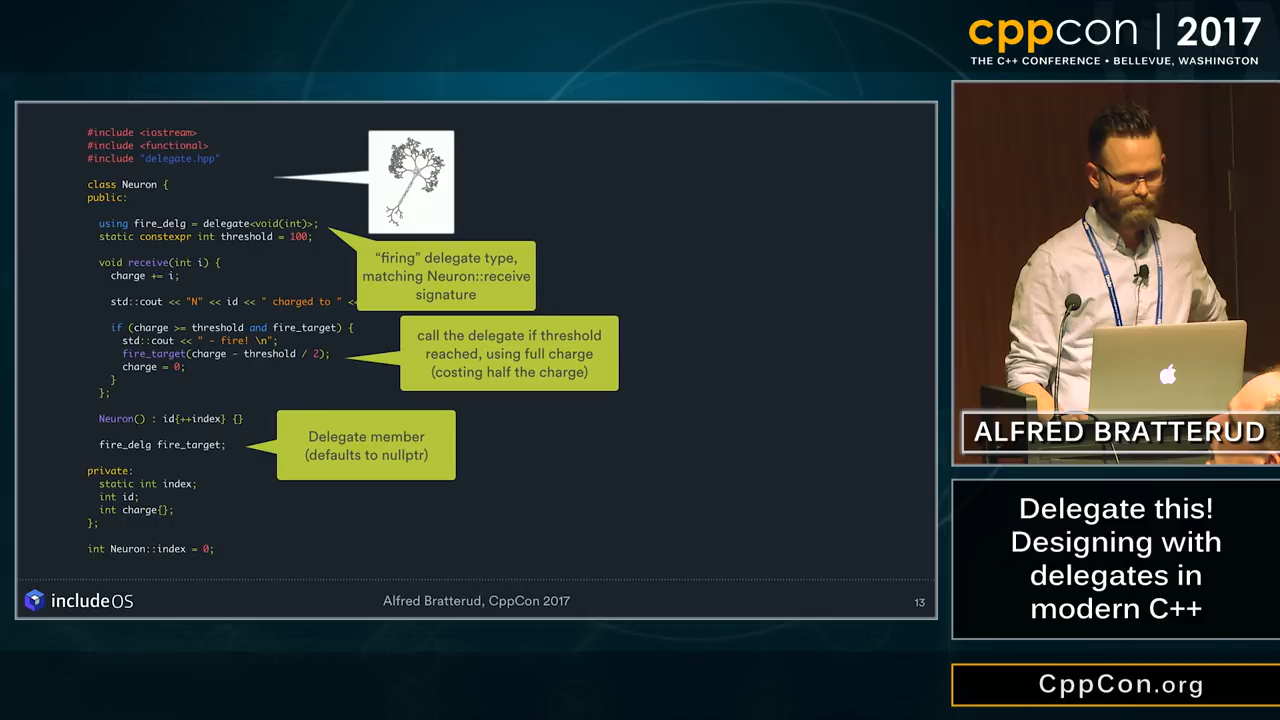 cppcon | 2017
THE C++ CONFERENCE • BELLEVUE, WASHINGTON
#include <iostream>
#include <functional>
#include "delegate.hpp"
class Neuron {
public:
using fire_delg = delegate<void(int)>;
static constexpr int threshold = 100;
void receive(int i) {
charge += i;
std::cout << "N" << id << " charged to " <<
if (charge >= threshold and fire_target) {
std::cout << " - fire! \n";
fire_target(charge - threshold / 2);
charge = 0;
}
};
Neuron() : id{++index} {}
fire_delg fire_target;
private:
static int index;
int id;
int charge{};
};
int Neuron::index = 0;
“firing” delegate type,
matching Neuron::receive
signature
call the delegate if threshold
reached, using full charge
(costing half the charge)
Delegate member
(defaults to nullptr)
includeOS
Alfred Bratterud, CppCon 2017
13
ALFRED BRATTERUD
Delegate this!
Designing with
delegates in
modern C++
CppCon.org